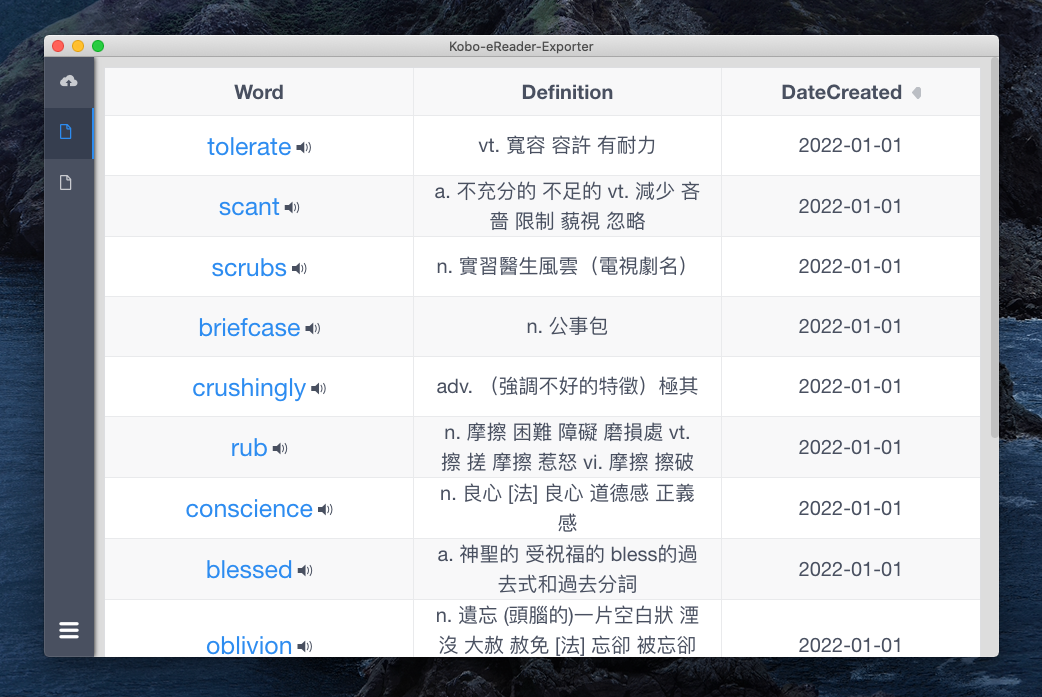 Kobo-eReader-Exporter
Word Definition DateCreated
tolerate vt. 寬容 容許 有耐力 2022-01-01
scant a. 不充分的 不足的 vt. 減少 吝
嗇 限制 藐視 忽略 2022-01-01
scrubs n. 實習醫生風雲（電視劇名） 2022-01-01
briefcase n. 公事包 2022-01-01
crushingly adv. （強調不好的特徵）極其 2022-01-01
rub n. 摩擦 困難 障礙 磨損處 vt.
擦 搓 摩擦 惹怒 vi. 摩擦 擦破 2022-01-01
conscience n. 良心 [法] 良心 道德感 正義
感 2022-01-01
blessed a. 神聖的 受祝福的 bless的過
去式和過去分詞 2022-01-01
oblivion n. 遺忘 (頭腦的)一片空白狀 湮
沒 大赦 赦免 [法] 忘卻 被忘卻 2022-01-01